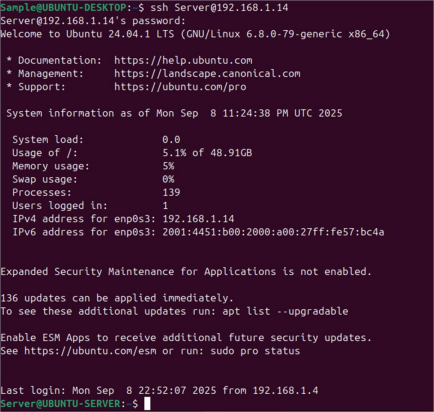 Sample@UBUNTU-DESKTOP:~$ ssh Server@192.168.1.14
Server@192.168.1.14's password:
Welcome to Ubuntu 24.04.1 LTS (GNU/Linux 6.8.0-79-generic x86_64)

 * Documentation:  https://help.ubuntu.com
 * Management:     https://landscape.canonical.com
 * Support:        https://ubuntu.com/pro

 System information as of Mon Sep  8 11:24:38 PM UTC 2025

  System load:             0.0
  Usage of /:              5.1% of 48.91GB
  Memory usage:            5%
  Swap usage:              0%
  Processes:               139
  Users logged in:         1
  IPv4 address for enp0s3: 192.168.1.14
  IPv6 address for enp0s3: 2001:4451:b00:2000:a00:27ff:fe57:bc4a

Expanded Security Maintenance for Applications is not enabled.

136 updates can be applied immediately.
To see these additional updates run: apt list --upgradable

Enable ESM Apps to receive additional future security updates.
See https://ubuntu.com/esm or run: sudo pro status

Last login: Mon Sep  8 22:52:07 2025 from 192.168.1.4
Server@UBUNTU-SERVER:~$